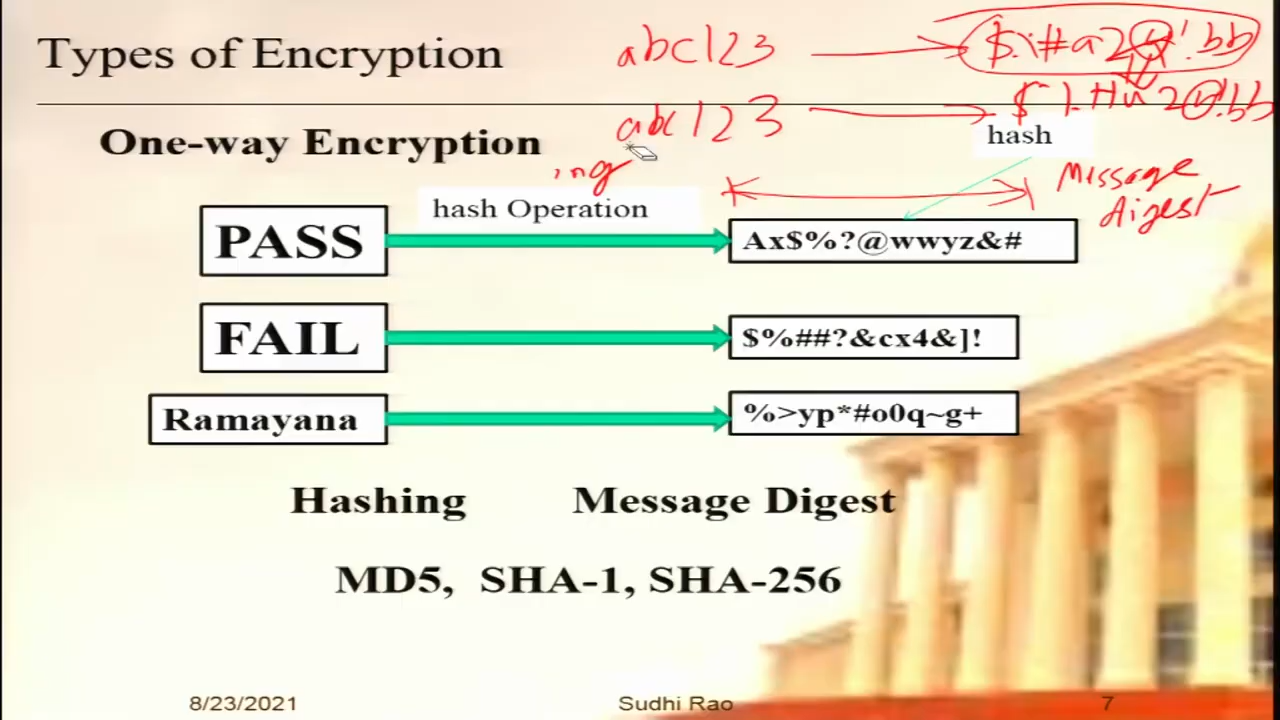 Types of Encryption
abc123
abc123
One-way Encryption
hash
ing
Message
digest
hash Operation
PASS
Ax$%?@wwyz&#
FAIL
$%##?&cx4&]!
Ramayana
%>yp*#o0q~g+
Hashing Message Digest
MD5, SHA-1, SHA-256
8/23/2021 Sudhi Rao 7